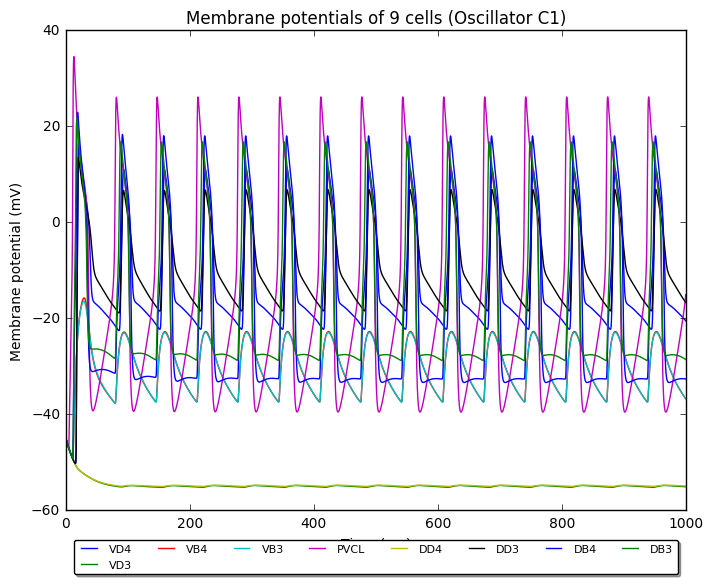 Membrane potentials of 9 cells (Oscillator C1)
Membrane potential (mV)
40
20
0
−20
−40
−60
0 200 400 600 800 1000
VD4 VB4 VB3 PVCL DD4 DD3 DB4 DB3
VD3